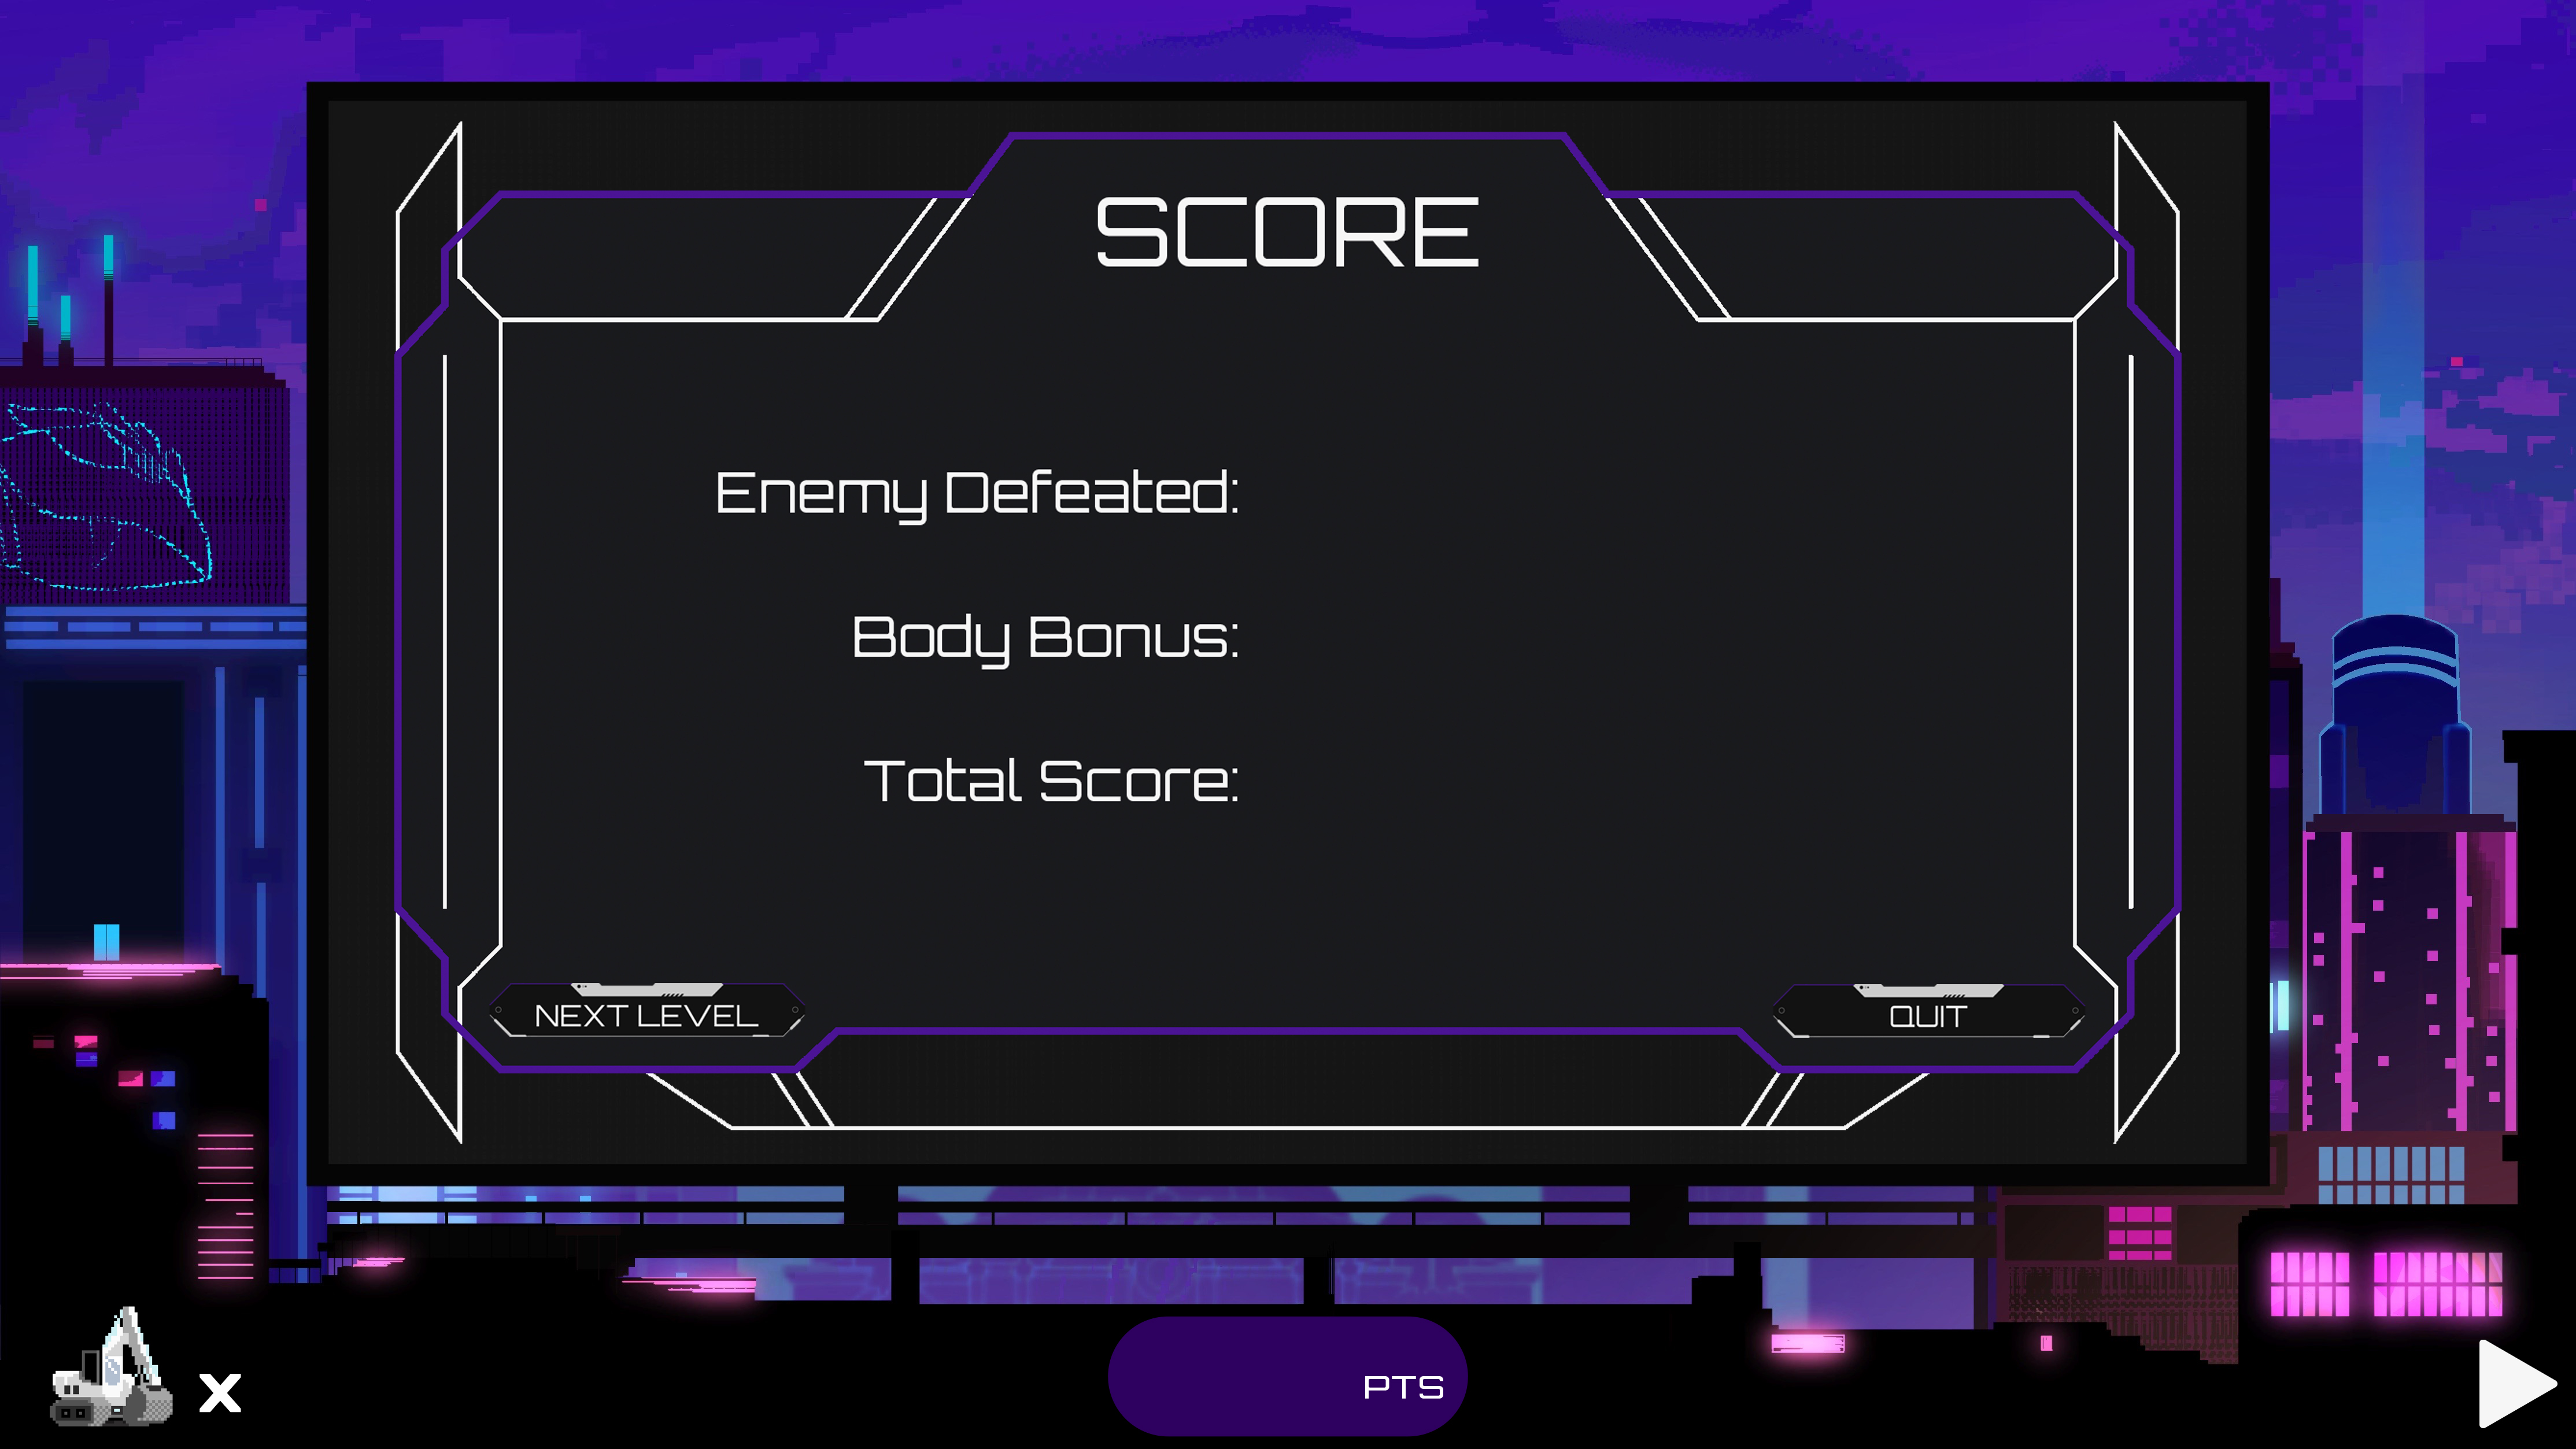 SCORE
Enemy Defeated:
Body Bonus:
Total Score:
NEXT LEVEL
QUIT
x
PTS